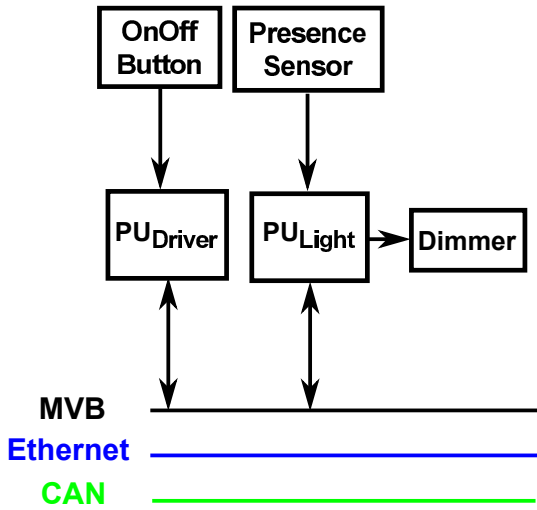 OnOff
Button
Presence
Sensor
PUDriver
PULight
Dimmer
MVB
Ethernet
CAN